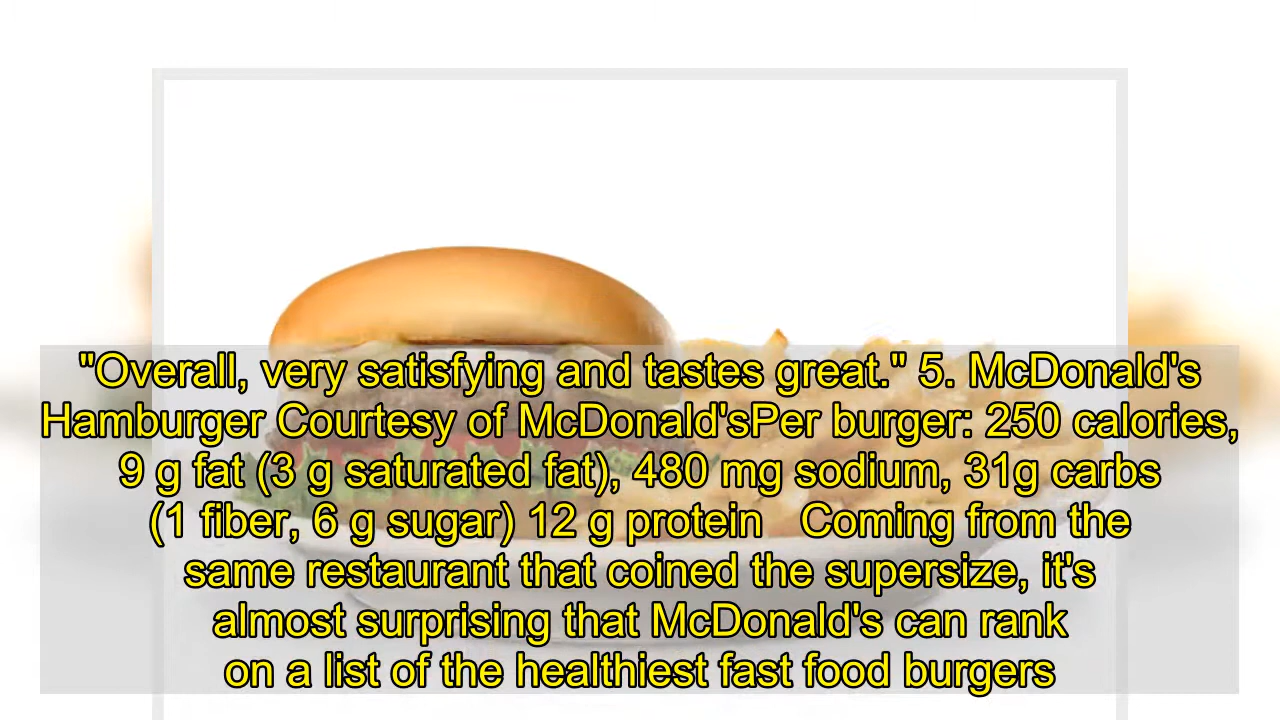 "Overall, very satisfying and tastes great." 5. McDonald's
Hamburger Courtesy of McDonald'sPer burger: 250 calories,
9 g fat (3 g saturated fat), 480 mg sodium, 31g carbs
(1 fiber, 6 g sugar) 12 g protein   Coming from the
same restaurant that coined the supersize, it's
almost surprising that McDonald's can rank
on a list of the healthiest fast food burgers